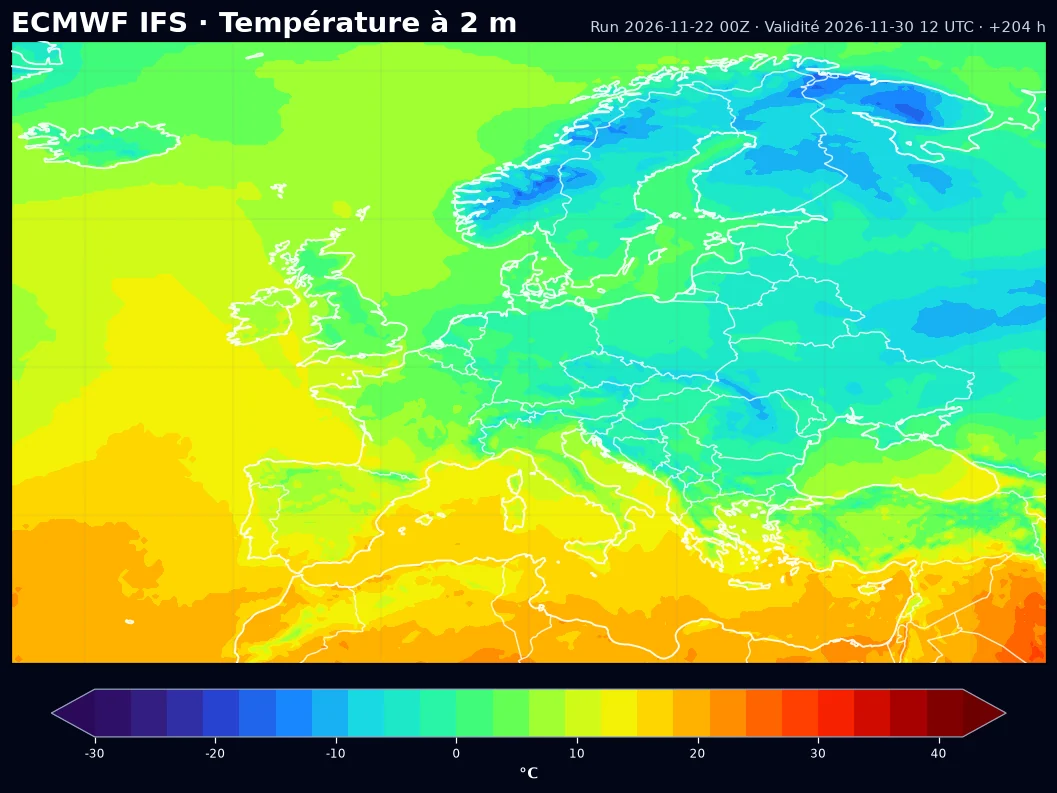 ECMWF IFS · Température à 2 m
Run 2026-11-22 00Z · Validité 2026-11-30 12 UTC · +204 h
-30 -20 -10 0 10 20 30 40
°C